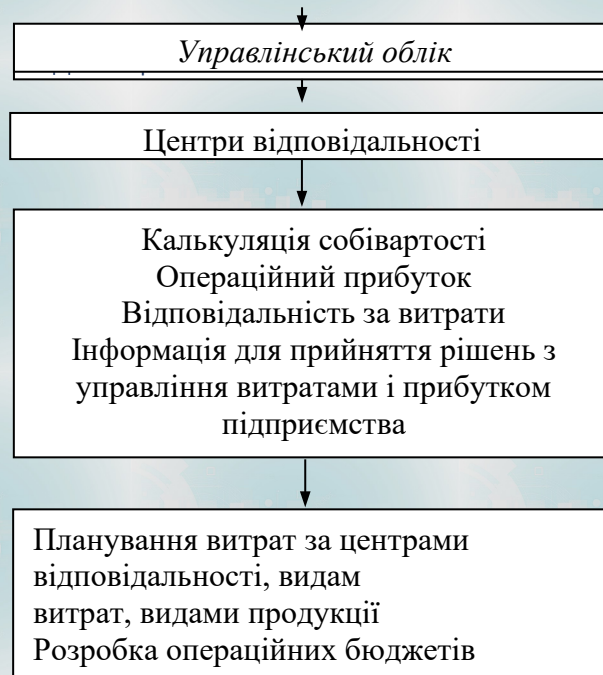 Управлінський облік
Центри відповідальності
Калькуляція собівартості
Операційний прибуток
Відповідальність за витрати
Інформація для прийняття рішень з
управління витратами і прибутком
підприємства
Планування витрат за центрами
відповідальності, видам
витрат, видами продукції
Розробка операційних бюджетів